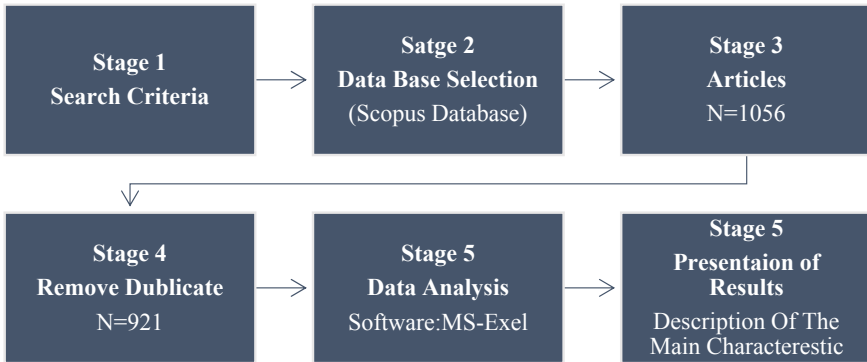 Stage 1
Search Criteria
Satge 2
Data Base Selection
(Scopus Database)
Stage 3
Articles
N=1056
Stage 4
Remove Dublicate
N=921
Stage 5
Data Analysis
Software:MS-Exel
Stage 5
Presentaion of
Results
Description Of The
Main Characterestic